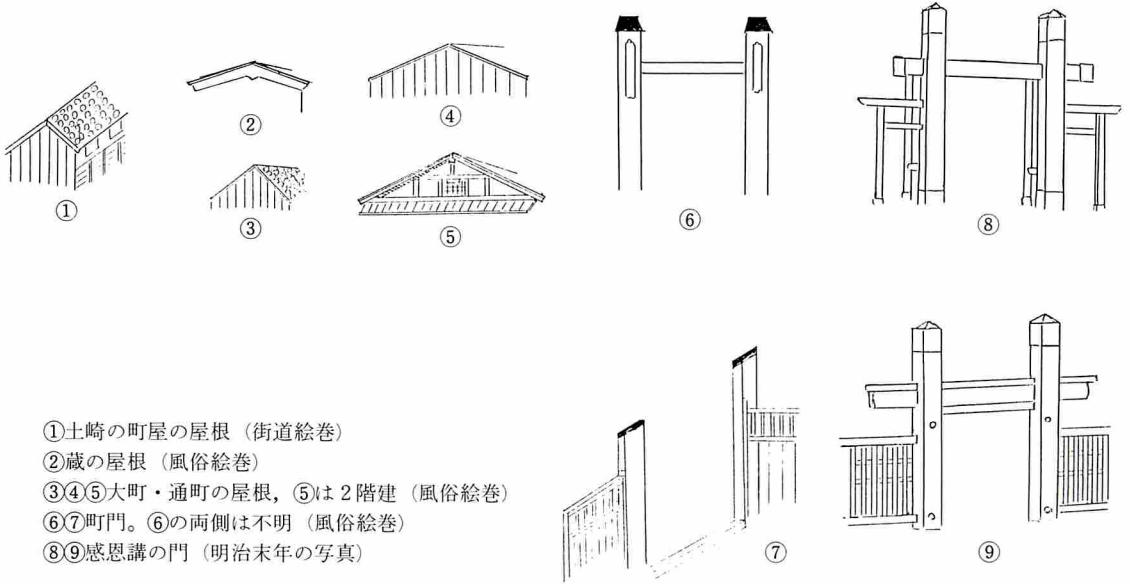 ①
②
③
④
⑤
⑥
⑧
⑦
⑨
①土崎の町屋の屋根（街道絵巻）
②蔵の屋根（風俗絵巻）
③④⑤大町・通町の屋根，⑤は2階建（風俗絵巻）
⑥⑦町門。⑥の両側は不明（風俗絵巻）
⑧⑨感恩講の門（明治末年の写真）